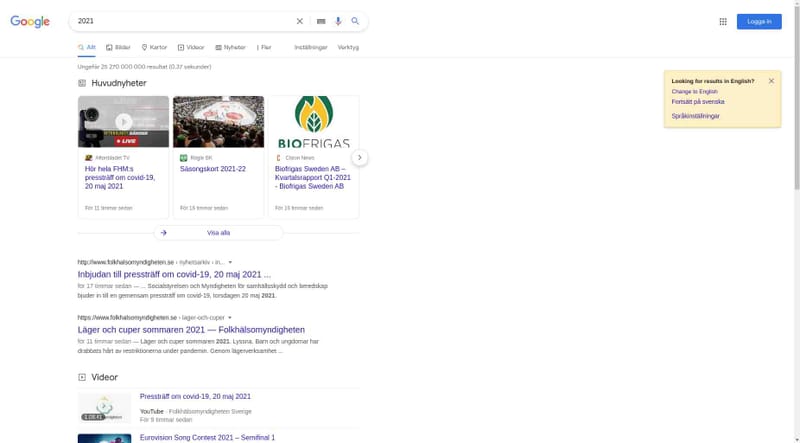 Google
2021
Logga in
Allt
Bilder
Kartor
Videor
Nyheter
Fler
Inställningar
Verktyg
Ungefär 25 270 000 000 resultat (0,37 sekunder)
Looking for results in English?
Change to English
Fortsätt på svenska
Språkinställningar
Huvudnyheter
LIVE
BIOFRIGAS
Aftonbladet TV
Hör hela FHM:s
pressträff om covid-19,
20 maj 2021
För 11 timmar sedan
Rögle BK
Säsongskort 2021-22
För 16 timmar sedan
Cision News
Biofrigas Sweden AB –
Kvartalsrapport Q1-2021
- Biofrigas Sweden AB
För 16 timmar sedan
Visa alla
http://www.folkhalsomyndigheten.se › nyhetsarkiv › in...
Inbjudan till pressträff om covid-19, 20 maj 2021 ...
för 17 timmar sedan — ... Socialstyrelsen och Myndigheten för samhällsskydd och beredskap
bjuder in till en gemensam pressträff om covid-19, torsdagen 20 maj 2021.
https://www.folkhalsomyndigheten.se › lager-och-cuper
Läger och cuper sommaren 2021 — Folkhälsomyndigheten
för 11 timmar sedan — Läger och cuper sommaren 2021. Lyssna. Barn och ungdomar har
drabbats hårt av restriktionerna under pandemin. Genom lägerverksamhet ...
Videor
Pressträff om covid-19, 20 maj 2021
YouTube · Folkhälsomyndigheten Sverige
För 9 timmar sedan
Eurovision Song Contest 2021 – Semifinal 1